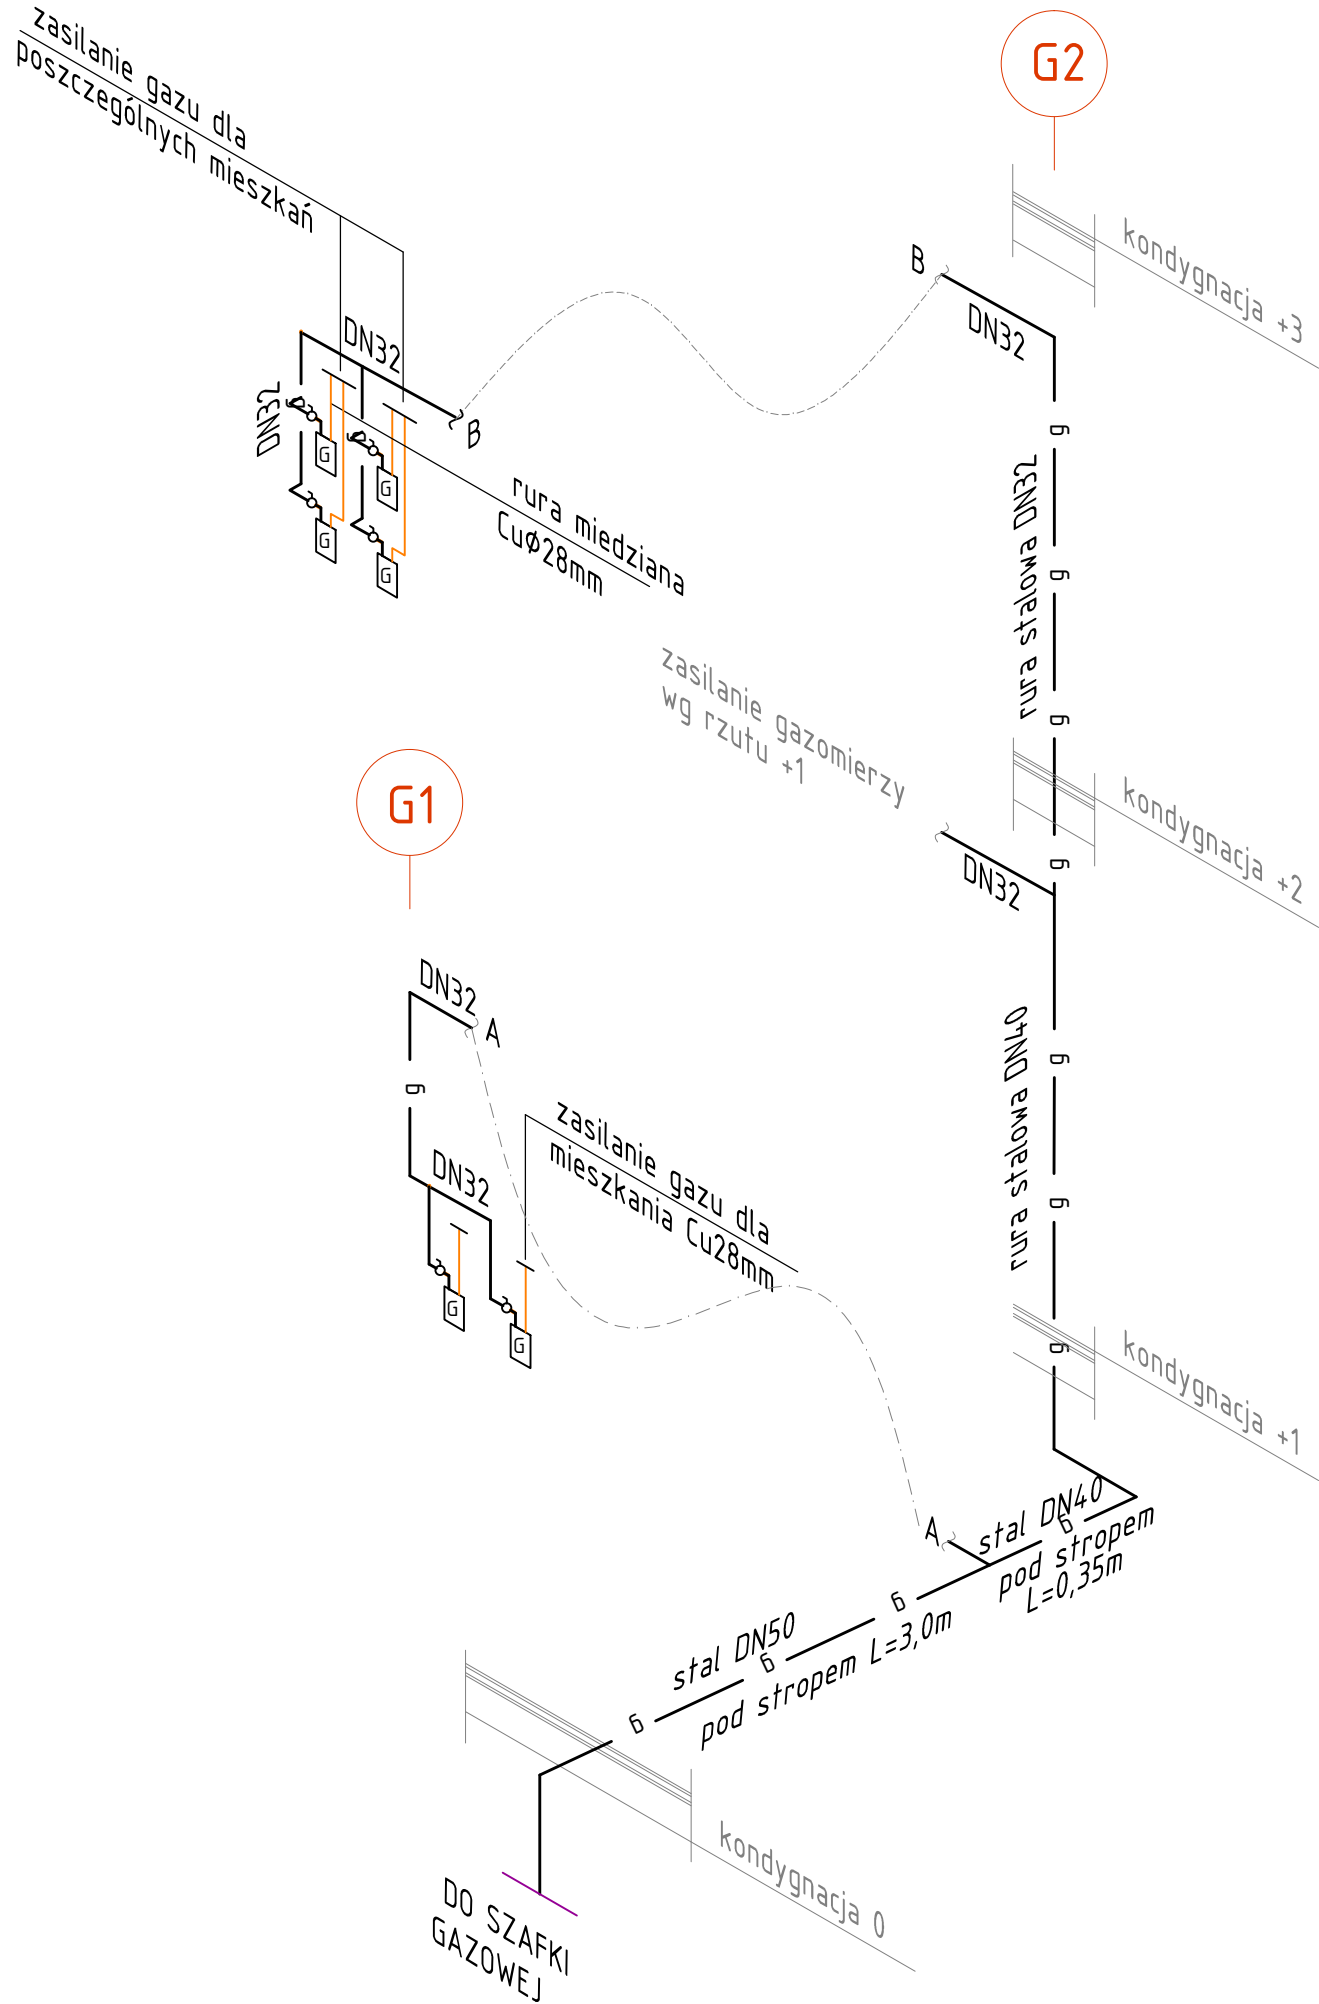 zasilanie gazu dla
poszczególnych mieszkań
G2
kondygnacja +3
B
DN32
DN32
DN32
B
G
G
G
G
rura miedziana
Cuϕ28mm
g
rura stalowa DN32
g
g
zasilanie gazomierzy
wg rzutu +1
kondygnacja +2
g
DN32
G1
DN32
A
g
rura stalowa DN40
g
g
zasilanie gazu dla
mieszkania Cu28mm
DN32
G
G
g
kondygnacja +1
A
stal DN40
g
pod stropem
L=0,35m
g
stal DN50
g
pod stropem L=3,0m
g
kondygnacja 0
DO SZAFKI
GAZOWEJ